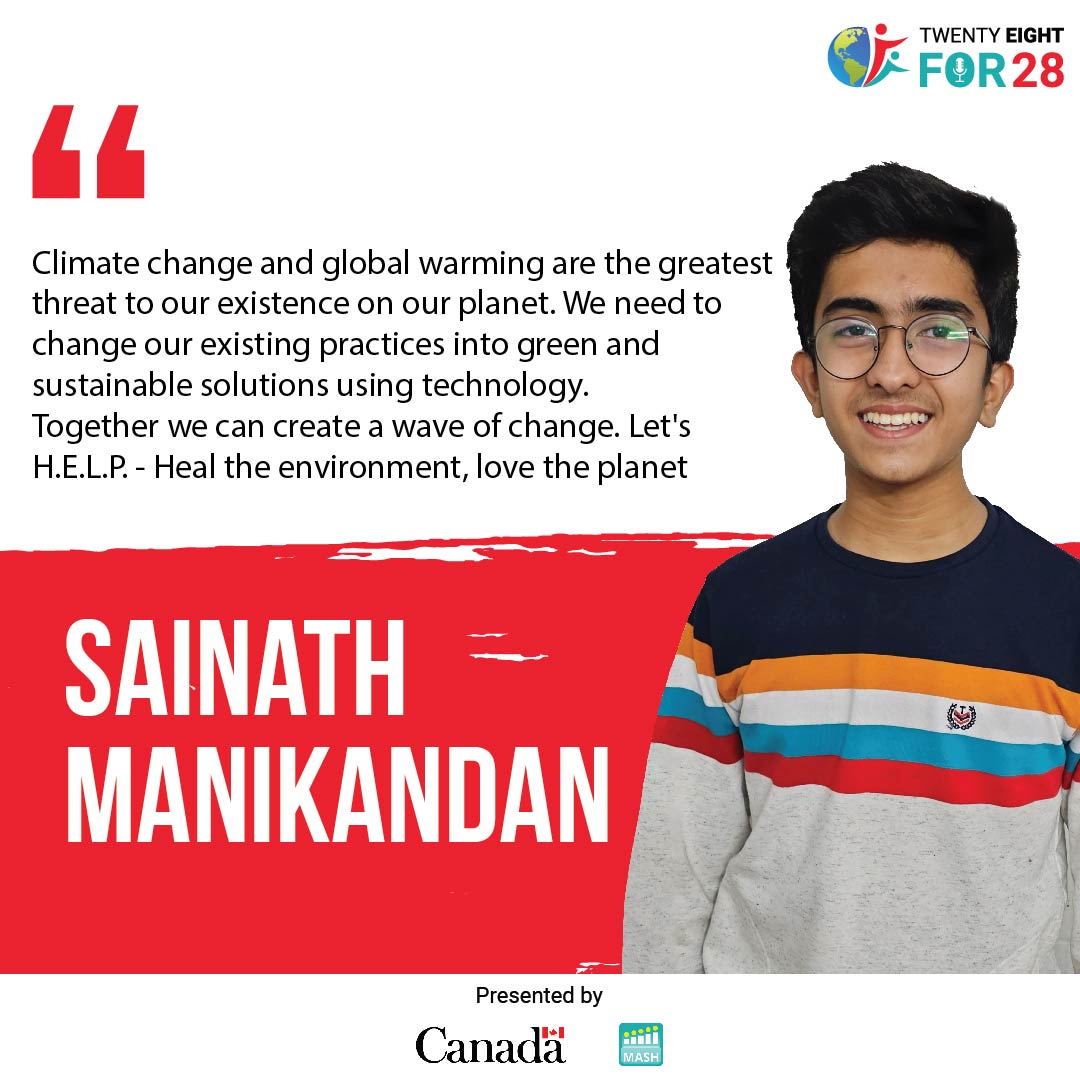 TWENTY EIGHT
FOR 28
Climate change and global warming are the greatest
threat to our existence on our planet. We need to
change our existing practices into green and
sustainable solutions using technology.
Together we can create a wave of change. Let's
H.E.L.P. - Heal the environment, love the planet
SAINATH
MANIKANDAN
Presented by
Canada
MASH